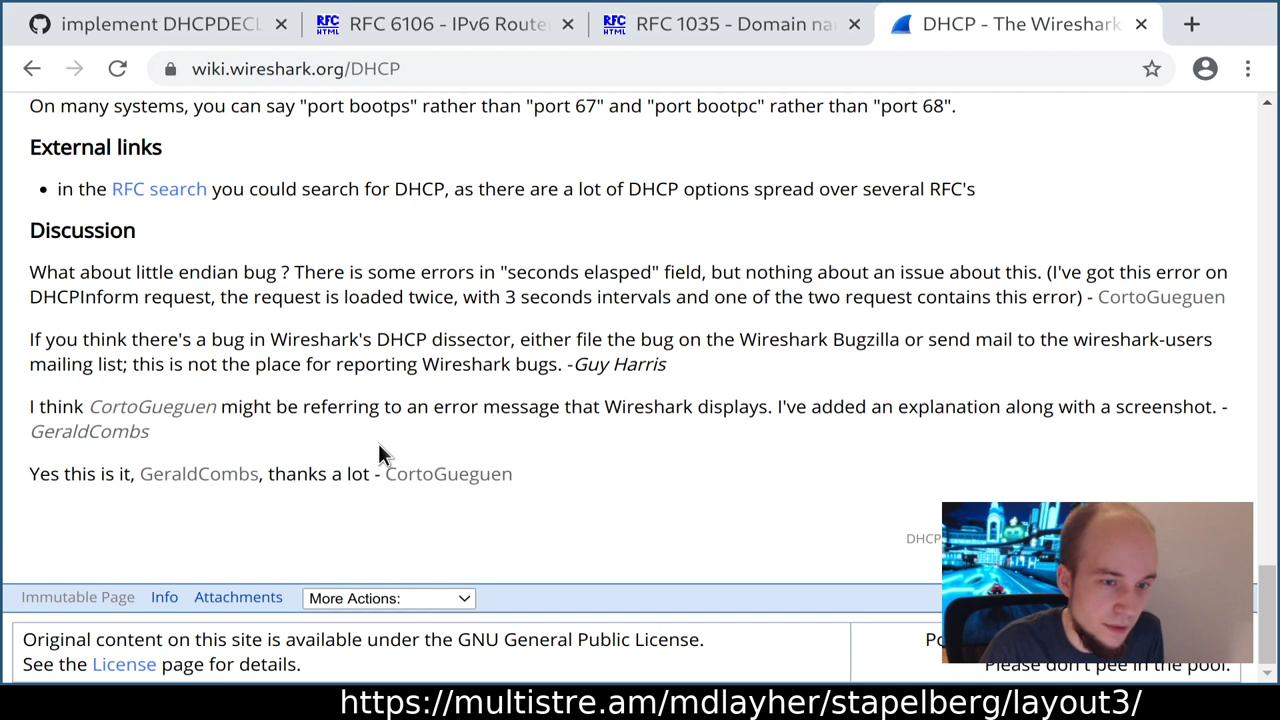 implement DHCPDECL
RFC HTML RFC 6106 - IPv6 Route
RFC HTML RFC 1035 - Domain na
DHCP - The Wireshark
wiki.wireshark.org/DHCP
On many systems, you can say "port bootps" rather than "port 67" and "port bootpc" rather than "port 68".
External links
• in the RFC search you could search for DHCP, as there are a lot of DHCP options spread over several RFC's
Discussion
What about little endian bug ? There is some errors in "seconds elasped" field, but nothing about an issue about this. (I've got this error on
DHCPInform request, the request is loaded twice, with 3 seconds intervals and one of the two request contains this error) - CortoGueguen
If you think there's a bug in Wireshark's DHCP dissector, either file the bug on the Wireshark Bugzilla or send mail to the wireshark-users
mailing list; this is not the place for reporting Wireshark bugs. -Guy Harris
I think CortoGueguen might be referring to an error message that Wireshark displays. I've added an explanation along with a screenshot. -
GeraldCombs
Yes this is it, GeraldCombs, thanks a lot - CortoGueguen
DHCP
Immutable Page Info Attachments More Actions:
Original content on this site is available under the GNU General Public License.
See the License page for details.
Please don't pee in the pool.
https://multistre.am/mdlayher/stapelberg/layout3/